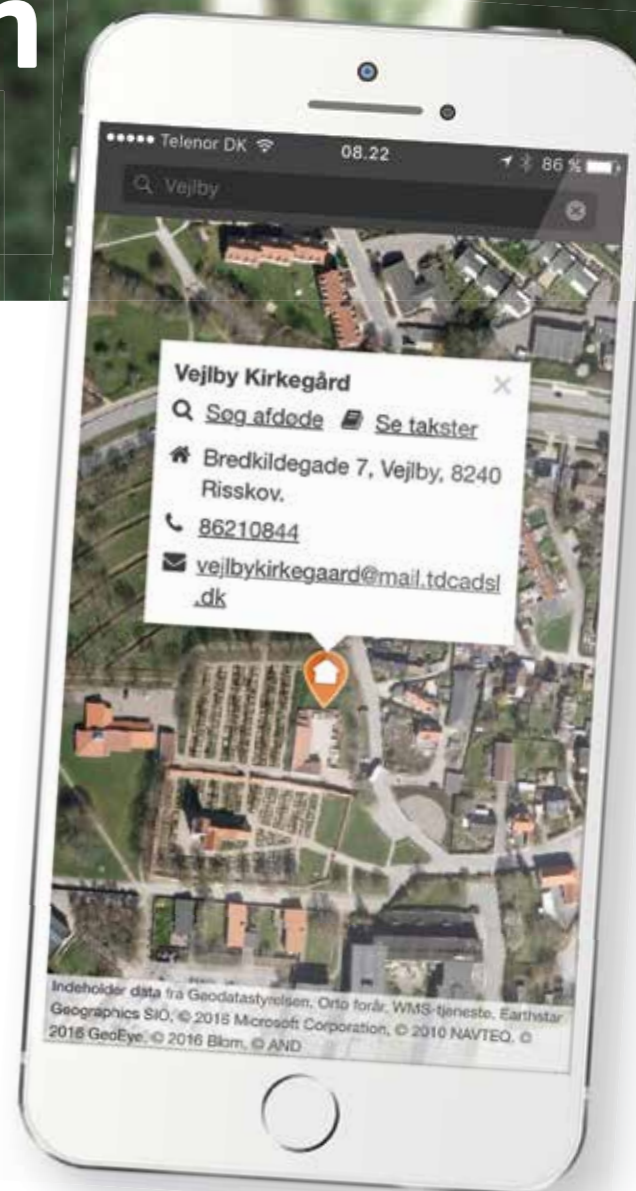 n
Telenor DK 08.22 86 %
Vejlby
Vejlby Kirkegård
Søg afdøde Se takster
Bredkildegade 7, Vejlby, 8240
Risskov.
86210844
vejlbykirkegaard@mail.tdcadsl
.dk
Indeholder data fra Geodatastyrelsen, Orto forår, WMS-tjeneste, Earthstar
Geographics SIO, © 2016 Microsoft Corporation, © 2010 NAVTEQ, ©
2016 GeoEye, © 2016 Blom, © AND